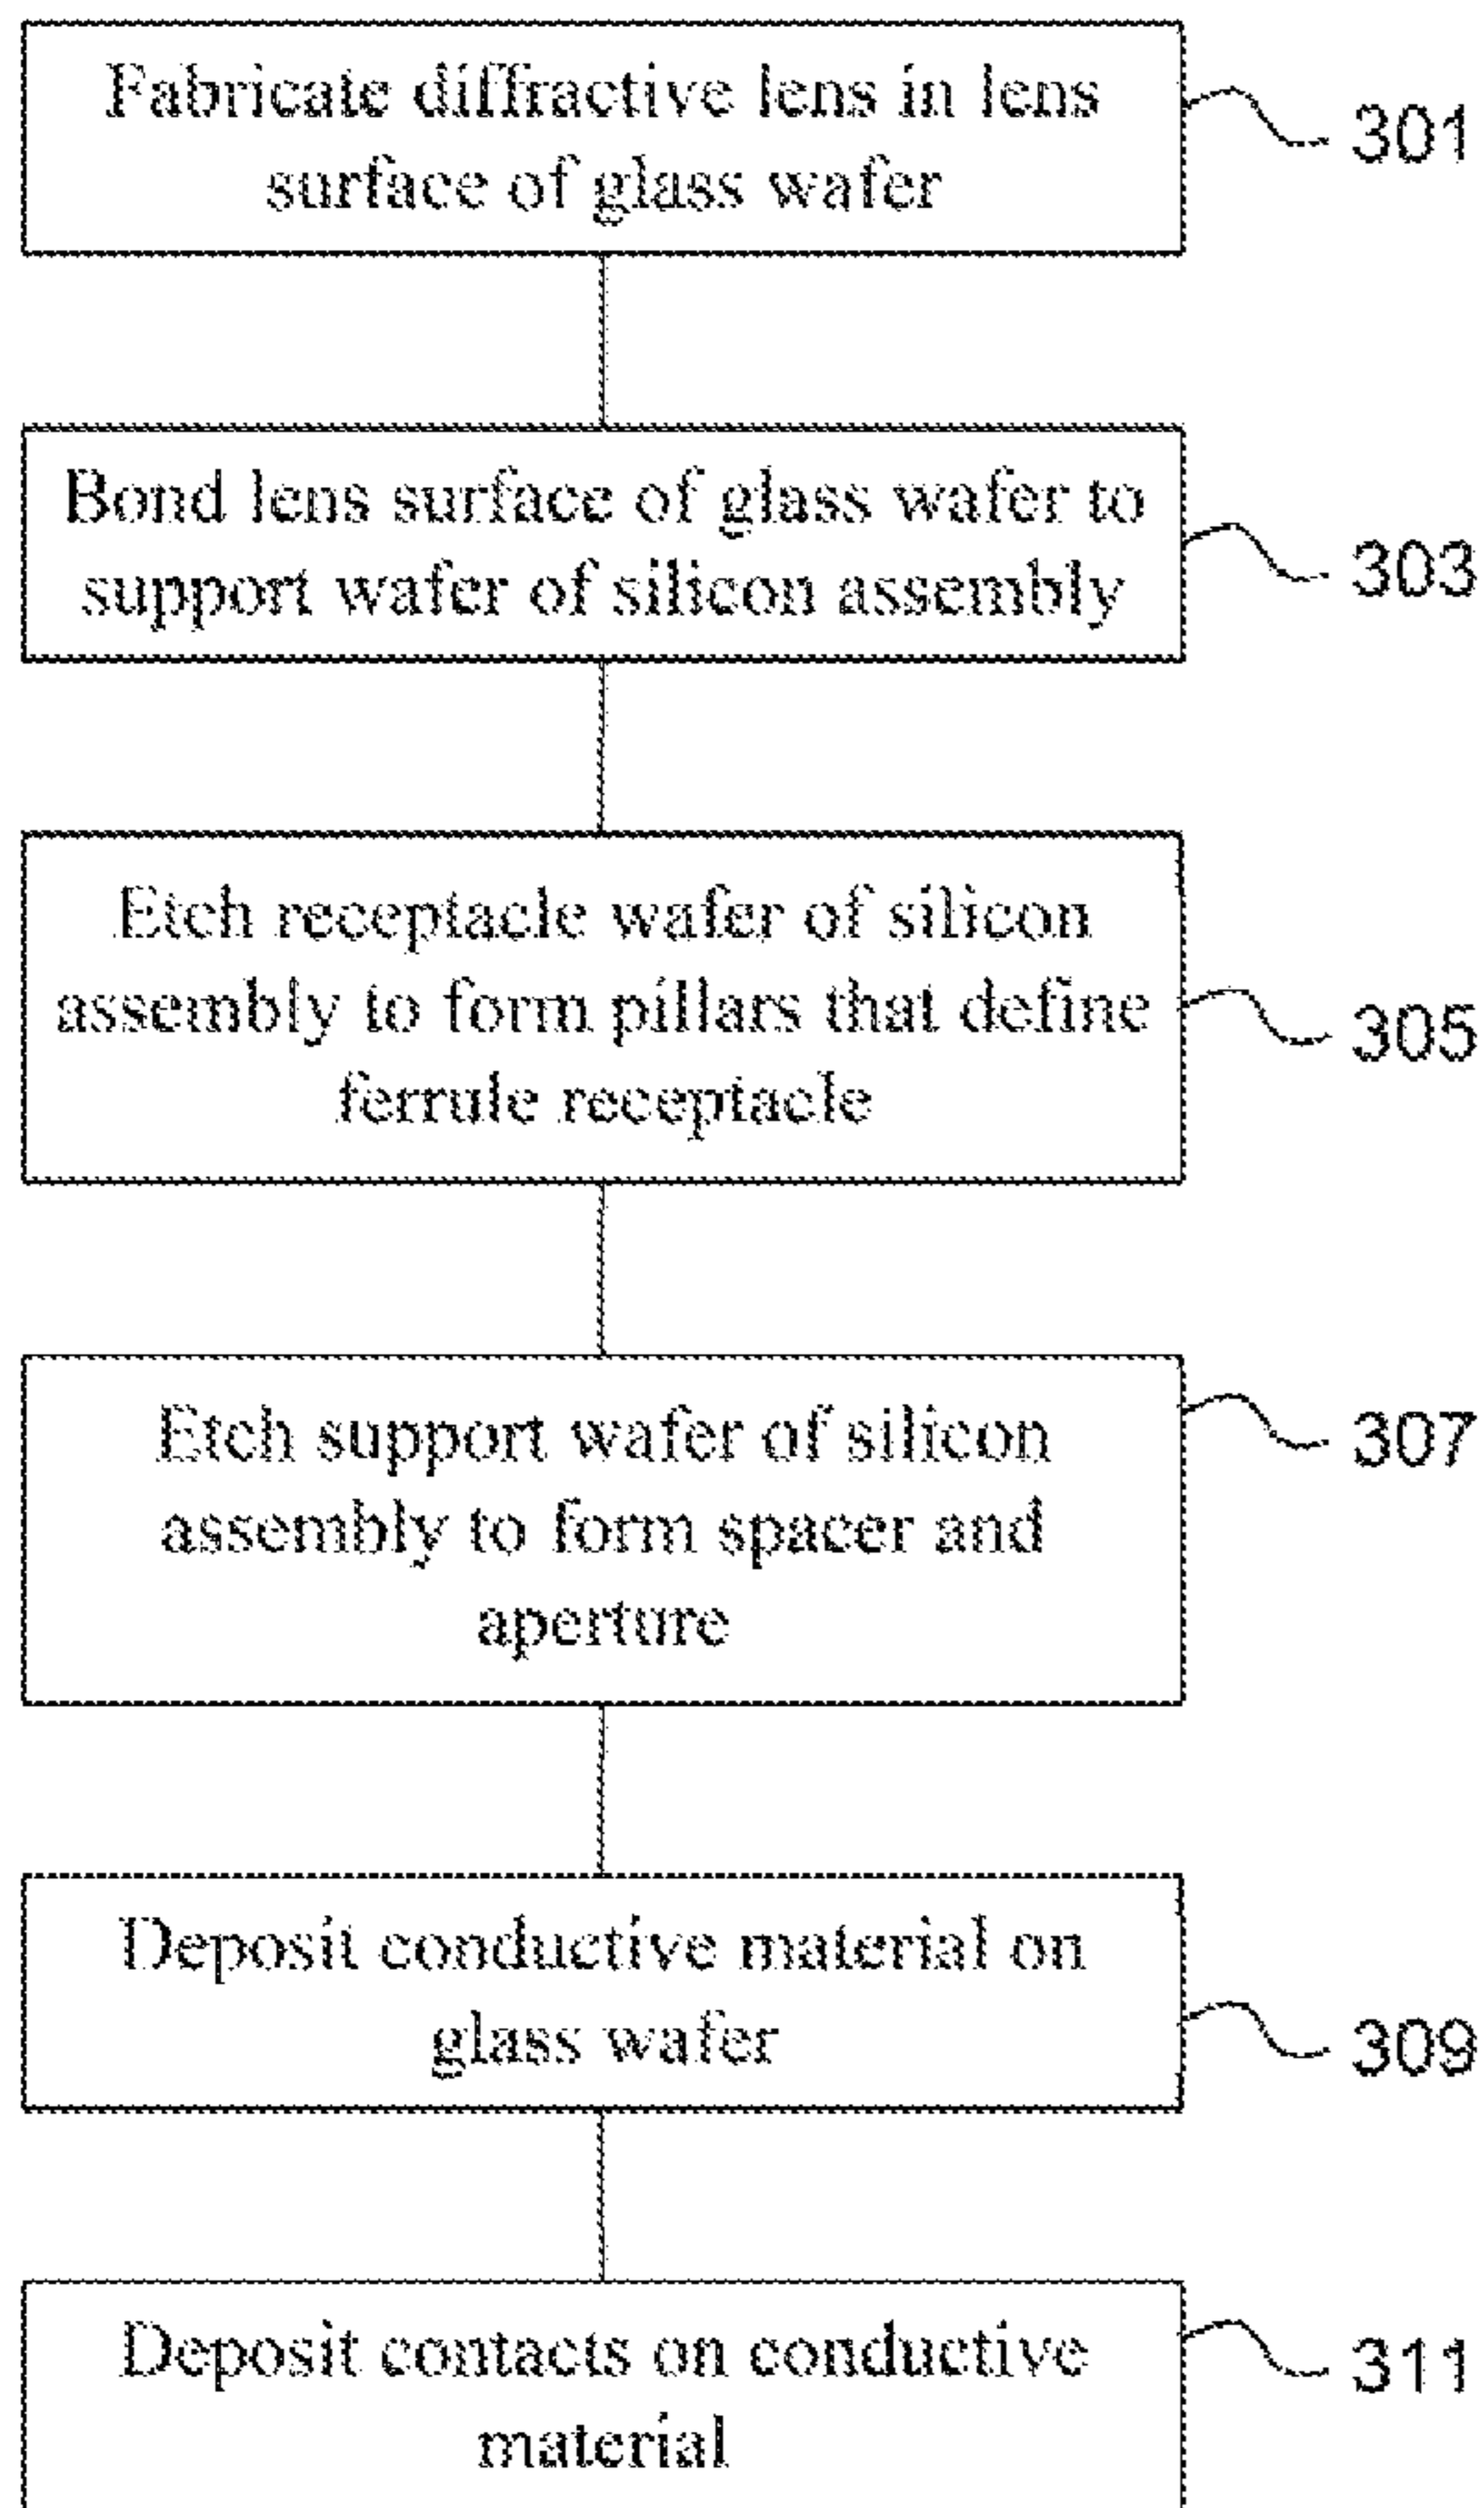 Fabricate diffractive lens in lens
surface of glass wafer
301
Bond lens surface of glass wafer to
support wafer of silicon assembly
303
Etch receptacle wafer of silicon
assembly to form pillars that define
ferrule receptacle
305
Etch support wafer of silicon
assembly to form spacer and
aperture
307
Deposit conductive material on
glass wafer
309
Deposit contacts on conductive
material
311